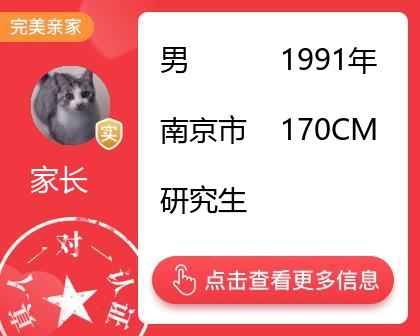 完美亲家
实
家长
真人一对一认证
男 1991年
南京市 170CM
研究生
点击查看更多信息